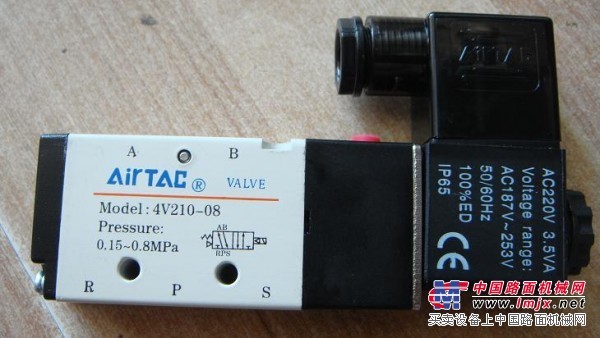 AirTAC
A B
AirTAC ® VALVE
Model: 4V210-08
Pressure:
0.15~0.8MPa
AB
RPS
R P S
AC220V 3.5VA
Voltage range:
AC187V~253V
50/60Hz
100%ED
IP65
CE
中国路面机械网
www.lmjx.net
买卖设备上中国路面机械网